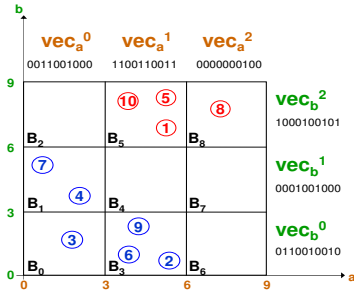 b
vec_a^0 vec_a^1 vec_a^2
0011001000 1100110011 0000000100
9
10 5 8
vec_b^2
1000100101
1
B_2 B_5 B_8
6
7
vec_b^1
0001001000
4
B_1 B_4 B_7
3
vec_b^0
0110010010
9
3
6 2
B_0 B_3 B_6
0
0 3 6 9 a